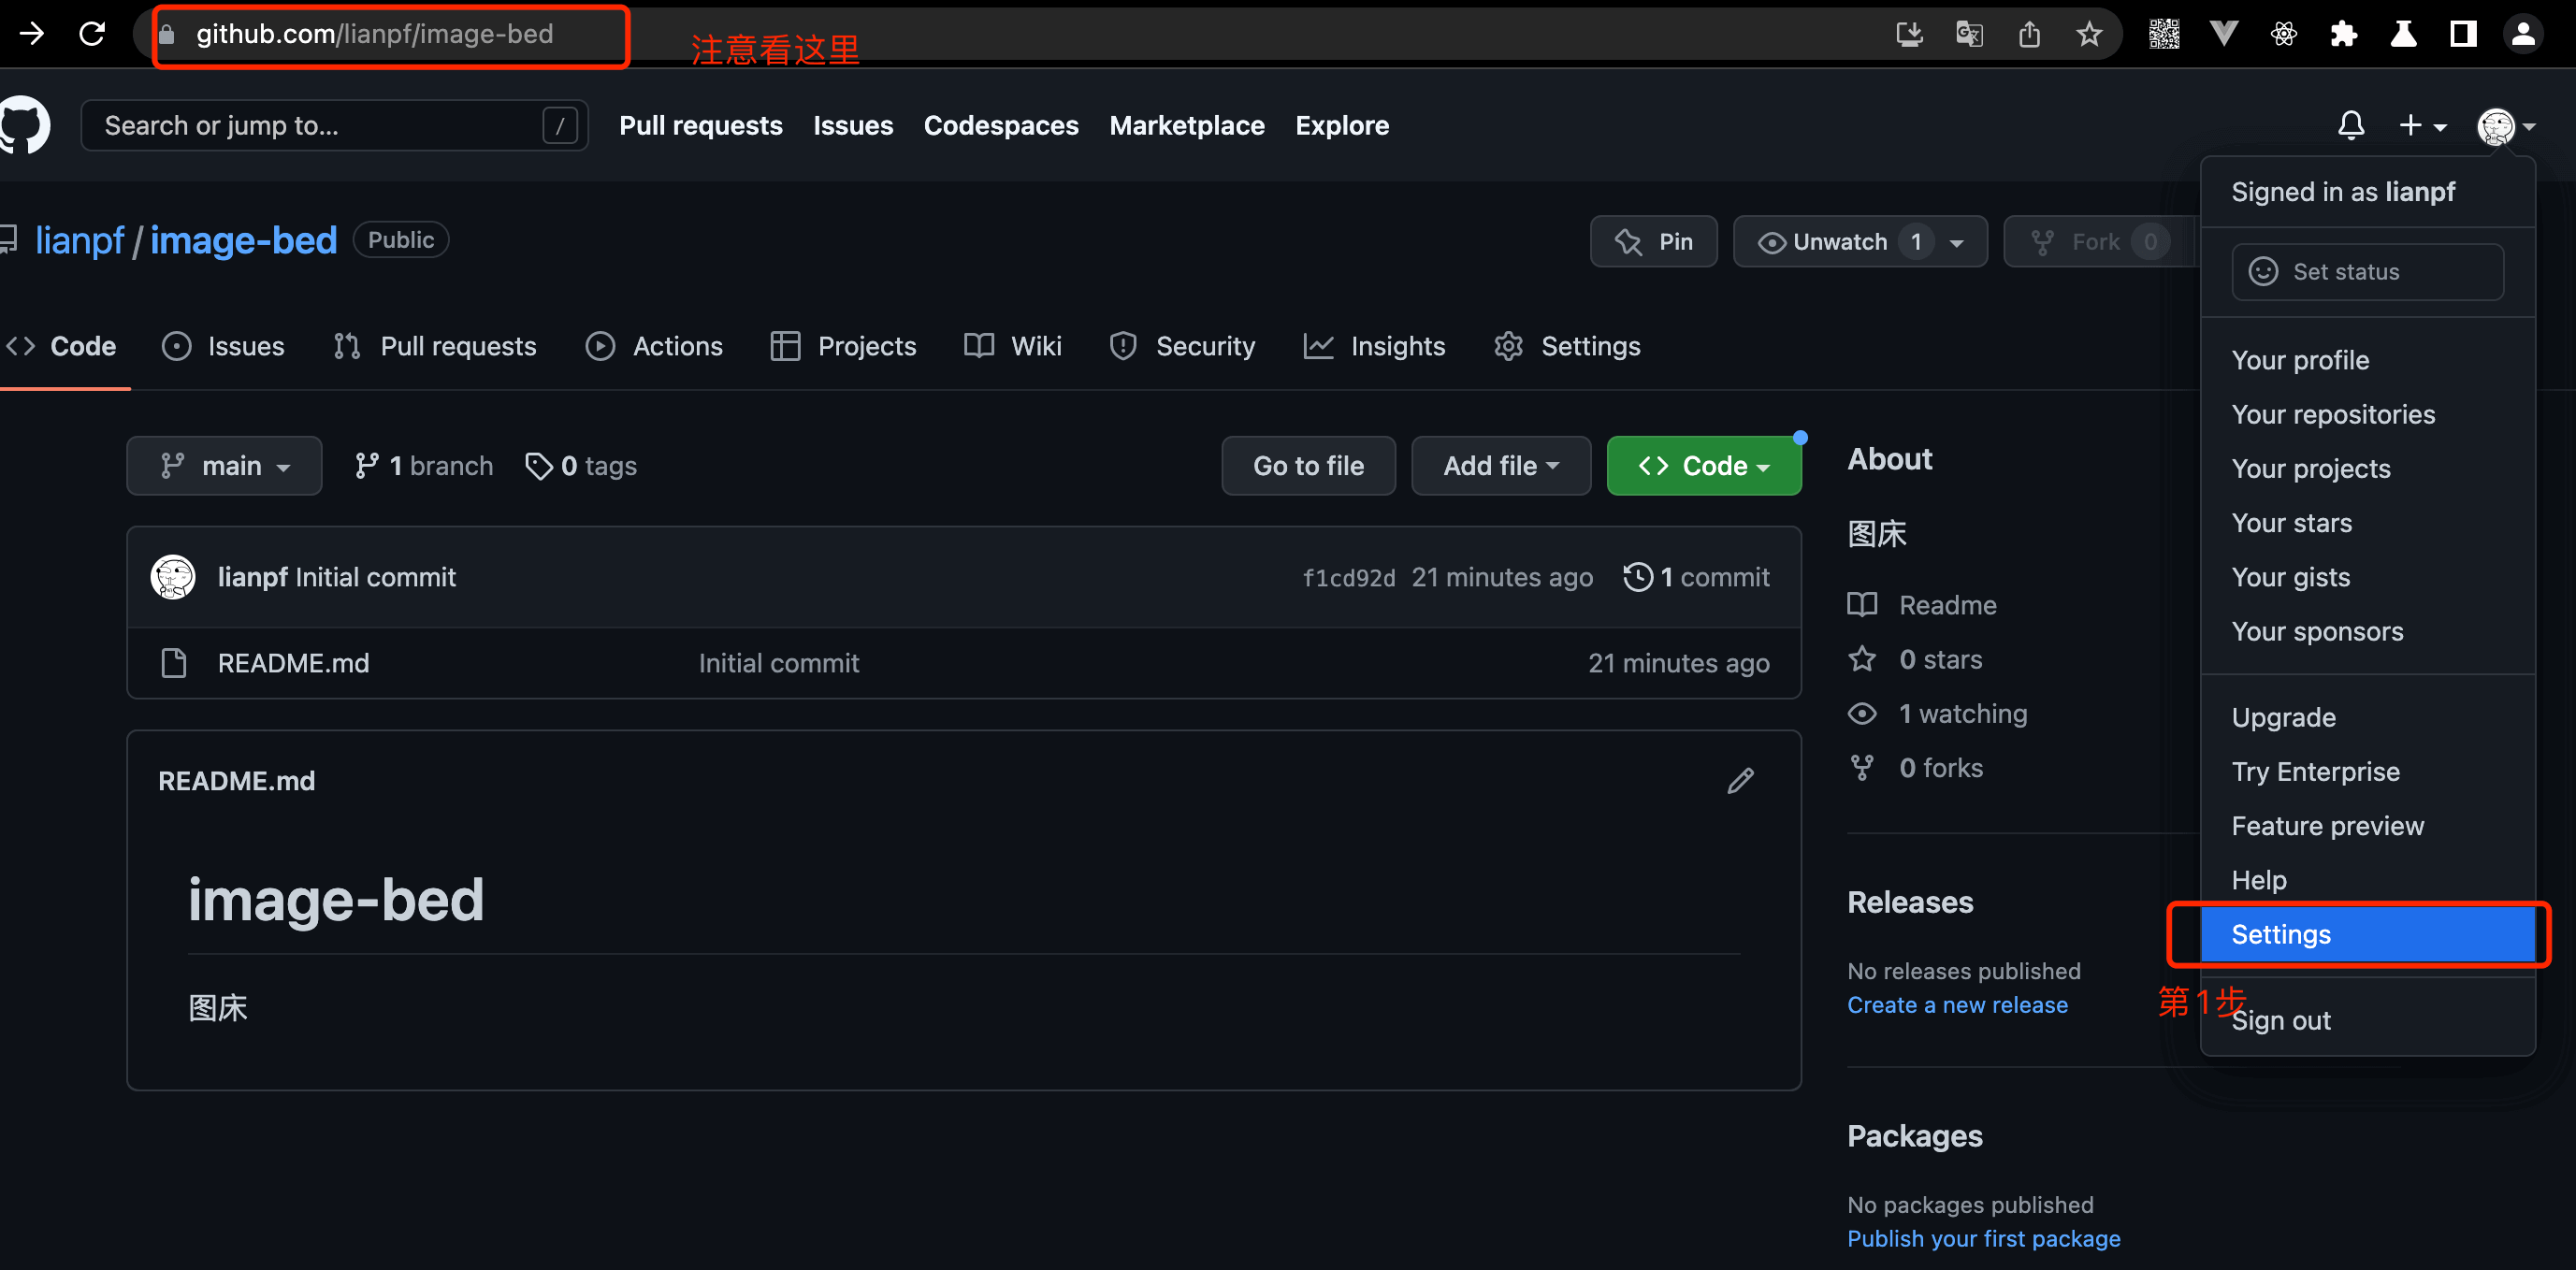 github.com/lianpf/image-bed
注意看这里
Search or jump to... /
Pull requests Issues Codespaces Marketplace Explore
Signed in as lianpf
Set status
Your profile
Your repositories
Your projects
Your stars
Your gists
Your sponsors
Upgrade
Try Enterprise
Feature preview
Help
Settings
第1步
Sign out
lianpf / image-bed Public
Pin
Unwatch 1
Fork 0
Code Issues Pull requests Actions Projects Wiki Security Insights Settings
main
1 branch
0 tags
Go to file
Add file
Code
lianpf Initial commit
f1cd92d 21 minutes ago
1 commit
README.md Initial commit 21 minutes ago
README.md
image-bed
图床
About
图床
Readme
0 stars
1 watching
0 forks
Releases
No releases published
Create a new release
Packages
No packages published
Publish your first package